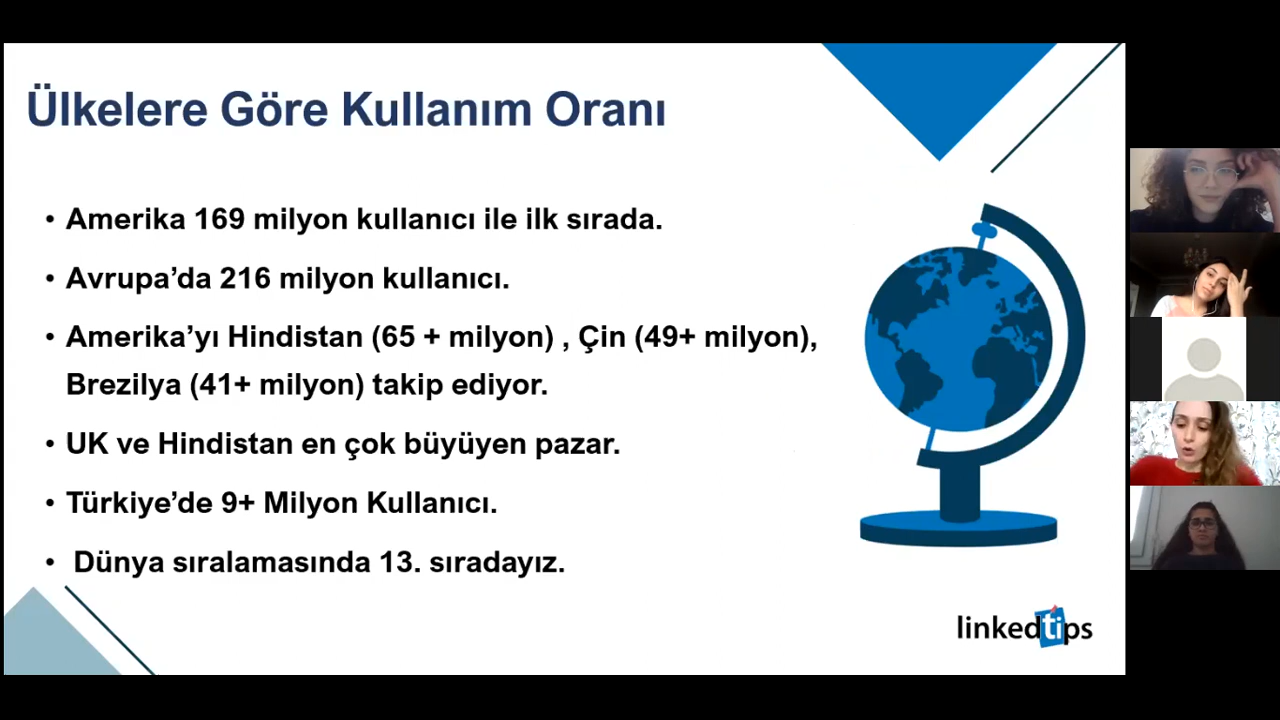 Ülkelere Göre Kullanım Oranı
• Amerika 169 milyon kullanıcı ile ilk sırada.
• Avrupa’da 216 milyon kullanıcı.
• Amerika’yı Hindistan (65 + milyon) , Çin (49+ milyon),
Brezilya (41+ milyon) takip ediyor.
• UK ve Hindistan en çok büyüyen pazar.
• Türkiye’de 9+ Milyon Kullanıcı.
• Dünya sıralamasında 13. sıradayız.
linkedtips